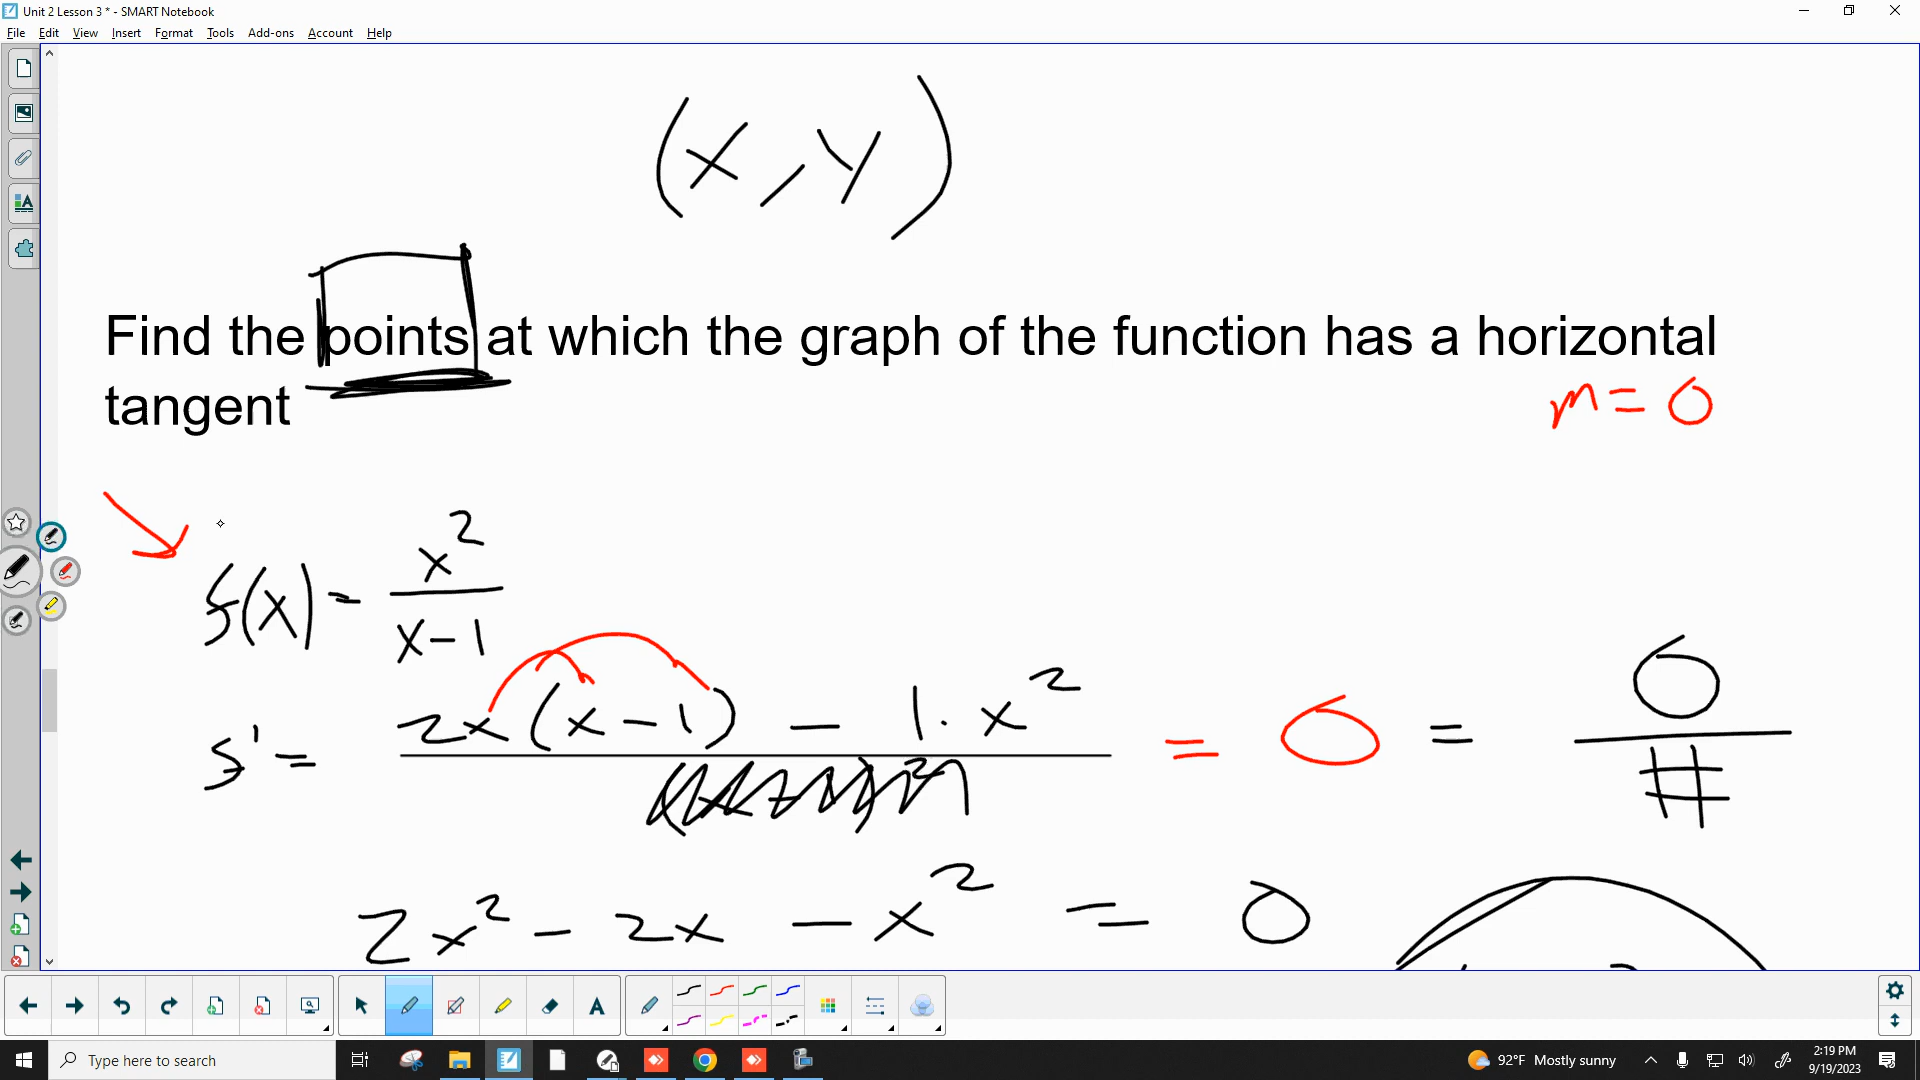 Unit 2 Lesson 3 * - SMART Notebook
File Edit View Insert Format Tools Add-ons Account Help
(x, y)
Find the points at which the graph of the function has a horizontal
tangent
m = 0
f(x) = x² / x-1
f' = 2x(x-1) - 1·x² = 0 = 0 / #
2x² - 2x - x² = 0
Type here to search
92°F Mostly sunny
2:19 PM
9/19/2023